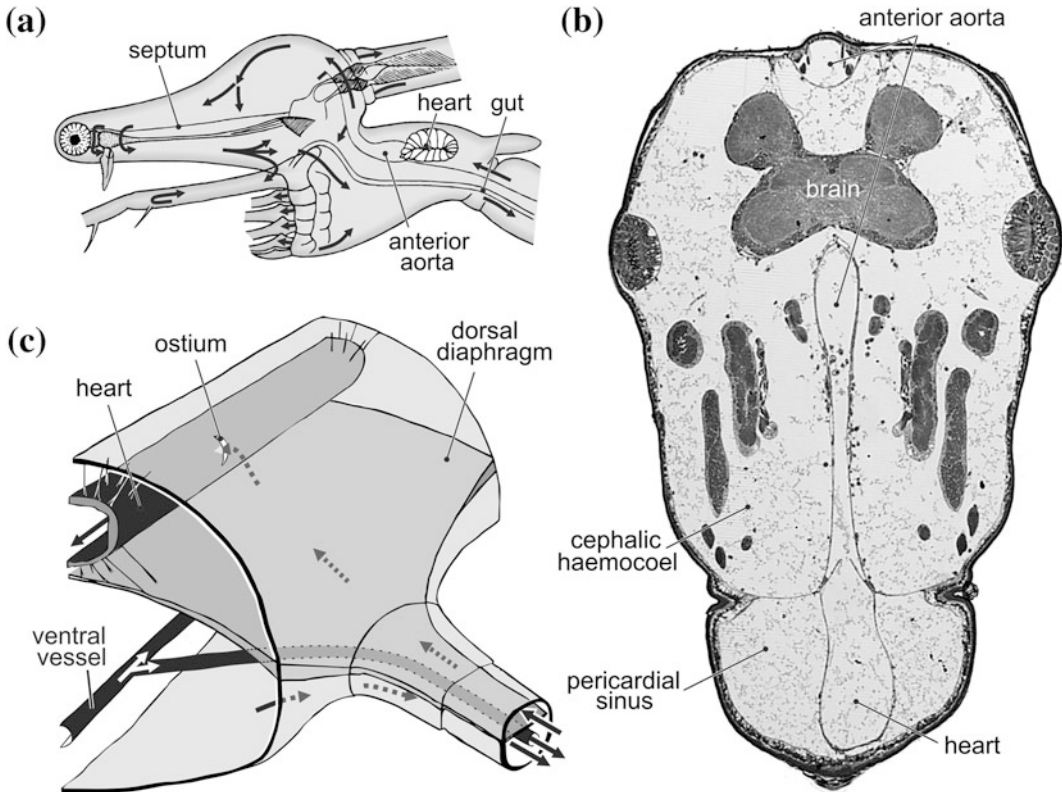 (a)
septum
heart
gut
anterior
aorta
(b)
anterior aorta
brain
cephalic
haemocoel
pericardial
sinus
heart
(c)
ostium
heart
dorsal
diaphragm
ventral
vessel